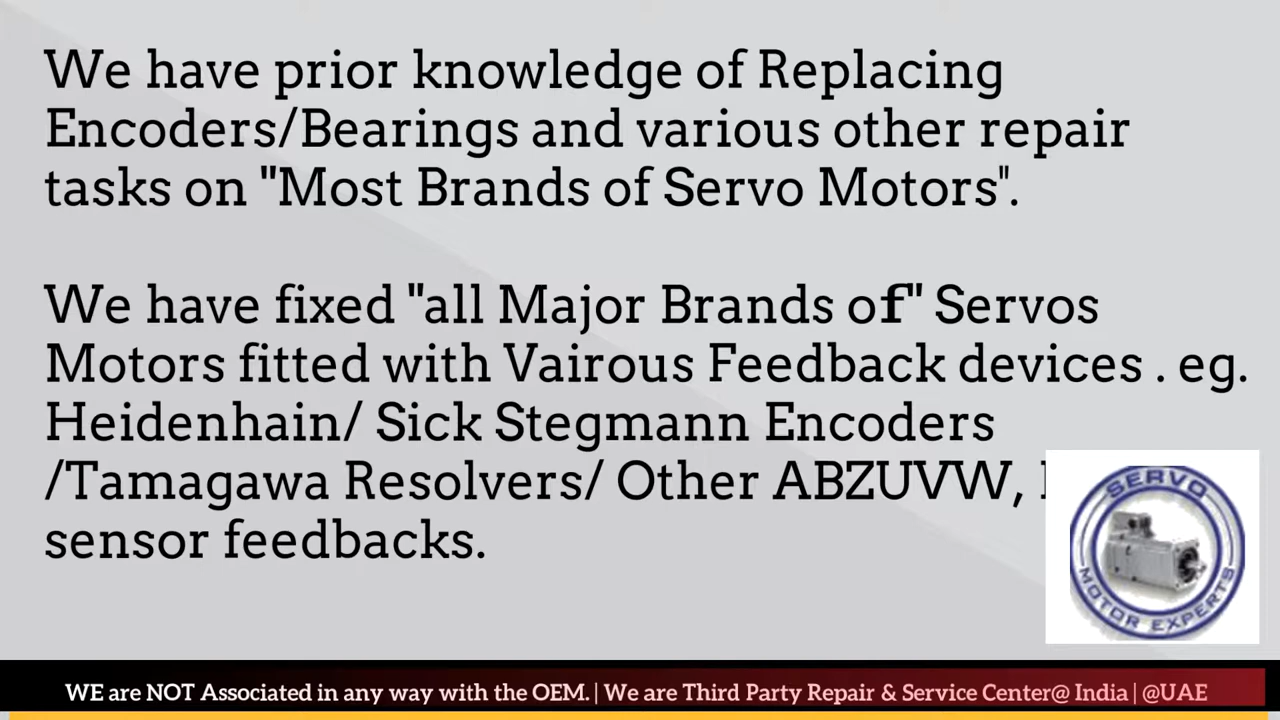 We have prior knowledge of Replacing
Encoders/Bearings and various other repair
tasks on "Most Brands of Servo Motors".
We have fixed "all Major Brands of" Servos
Motors fitted with Vairous Feedback devices . eg.
Heidenhain/ Sick Stegmann Encoders
/Tamagawa Resolvers/ Other ABZUVW,
sensor feedbacks.
SERVO
MOTOR EXPERTS
WE are NOT Associated in any way with the OEM. | We are Third Party Repair & Service Center@ India | @UAE